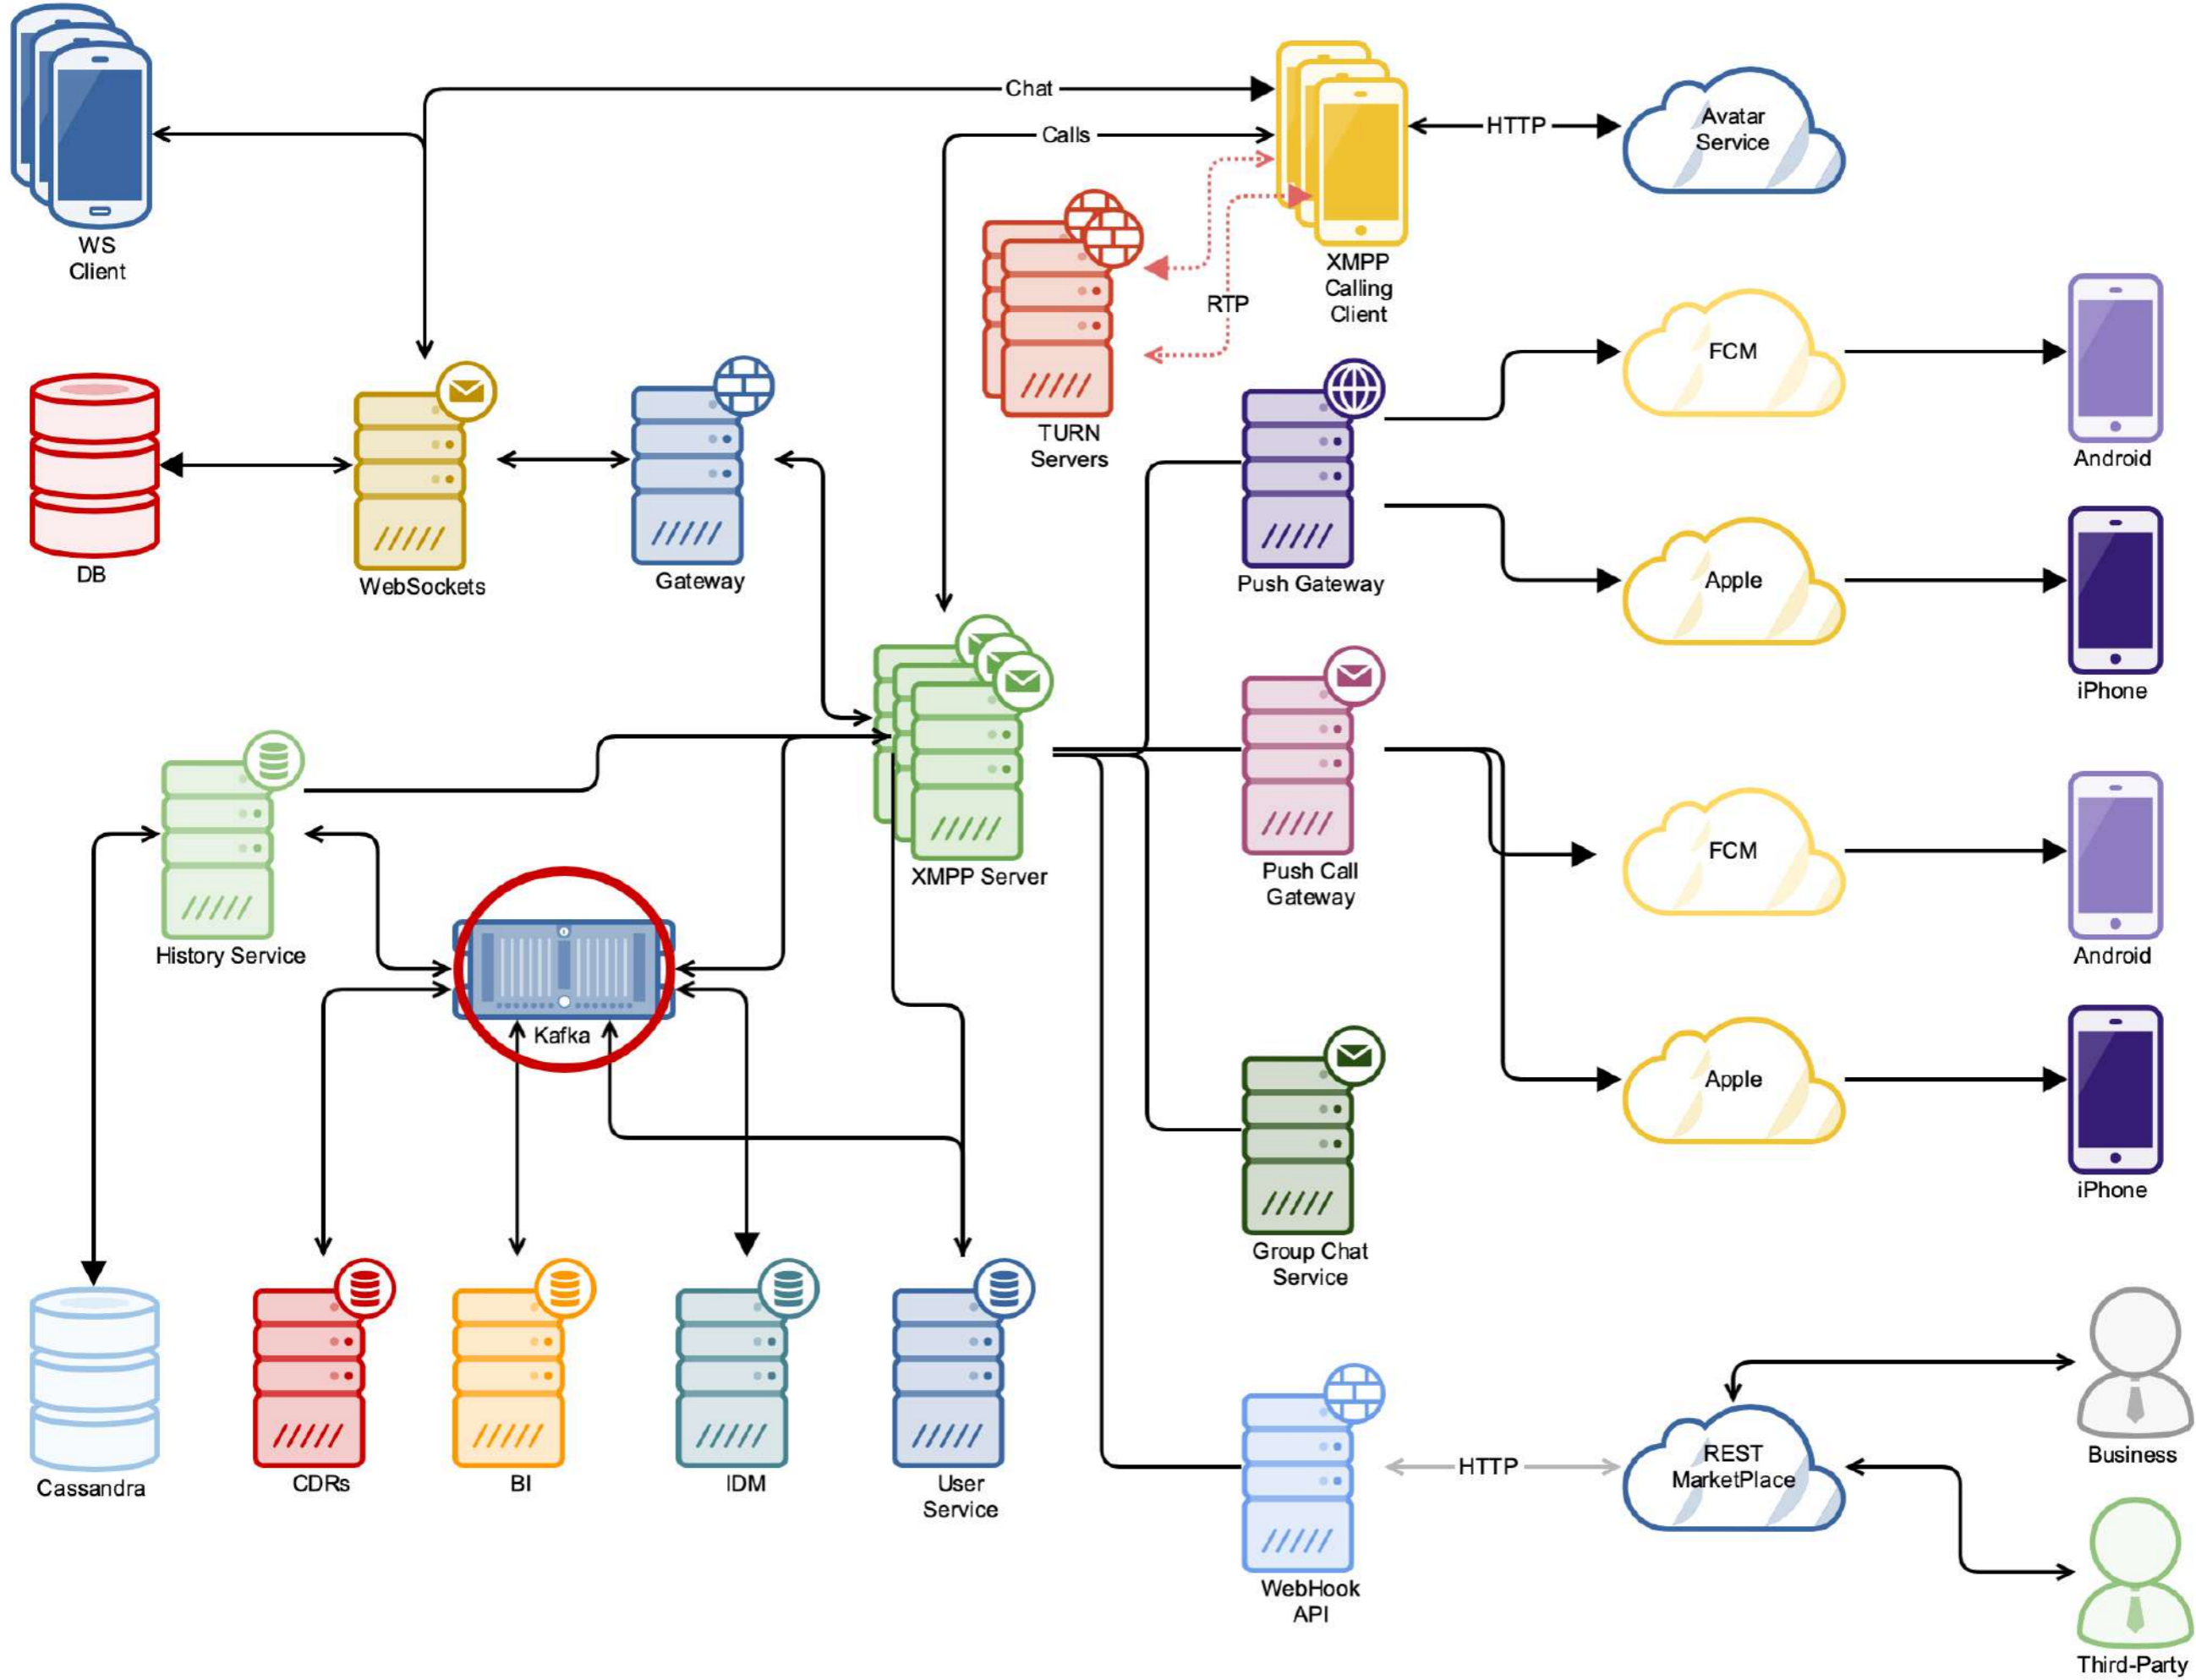 Chat
Calls
HTTP
Avatar
Service
WS
Client
XMPP
Calling
Client
RTP
FCM
Android
TURN
Servers
DB
WebSockets
Gateway
Push Gateway
Apple
iPhone
XMPP Server
Push Call
Gateway
FCM
Android
History Service
Kafka
Apple
iPhone
Group Chat
Service
Cassandra
CDRs
BI
IDM
User
Service
HTTP
REST
MarketPlace
Business
WebHook
API
Third-Party